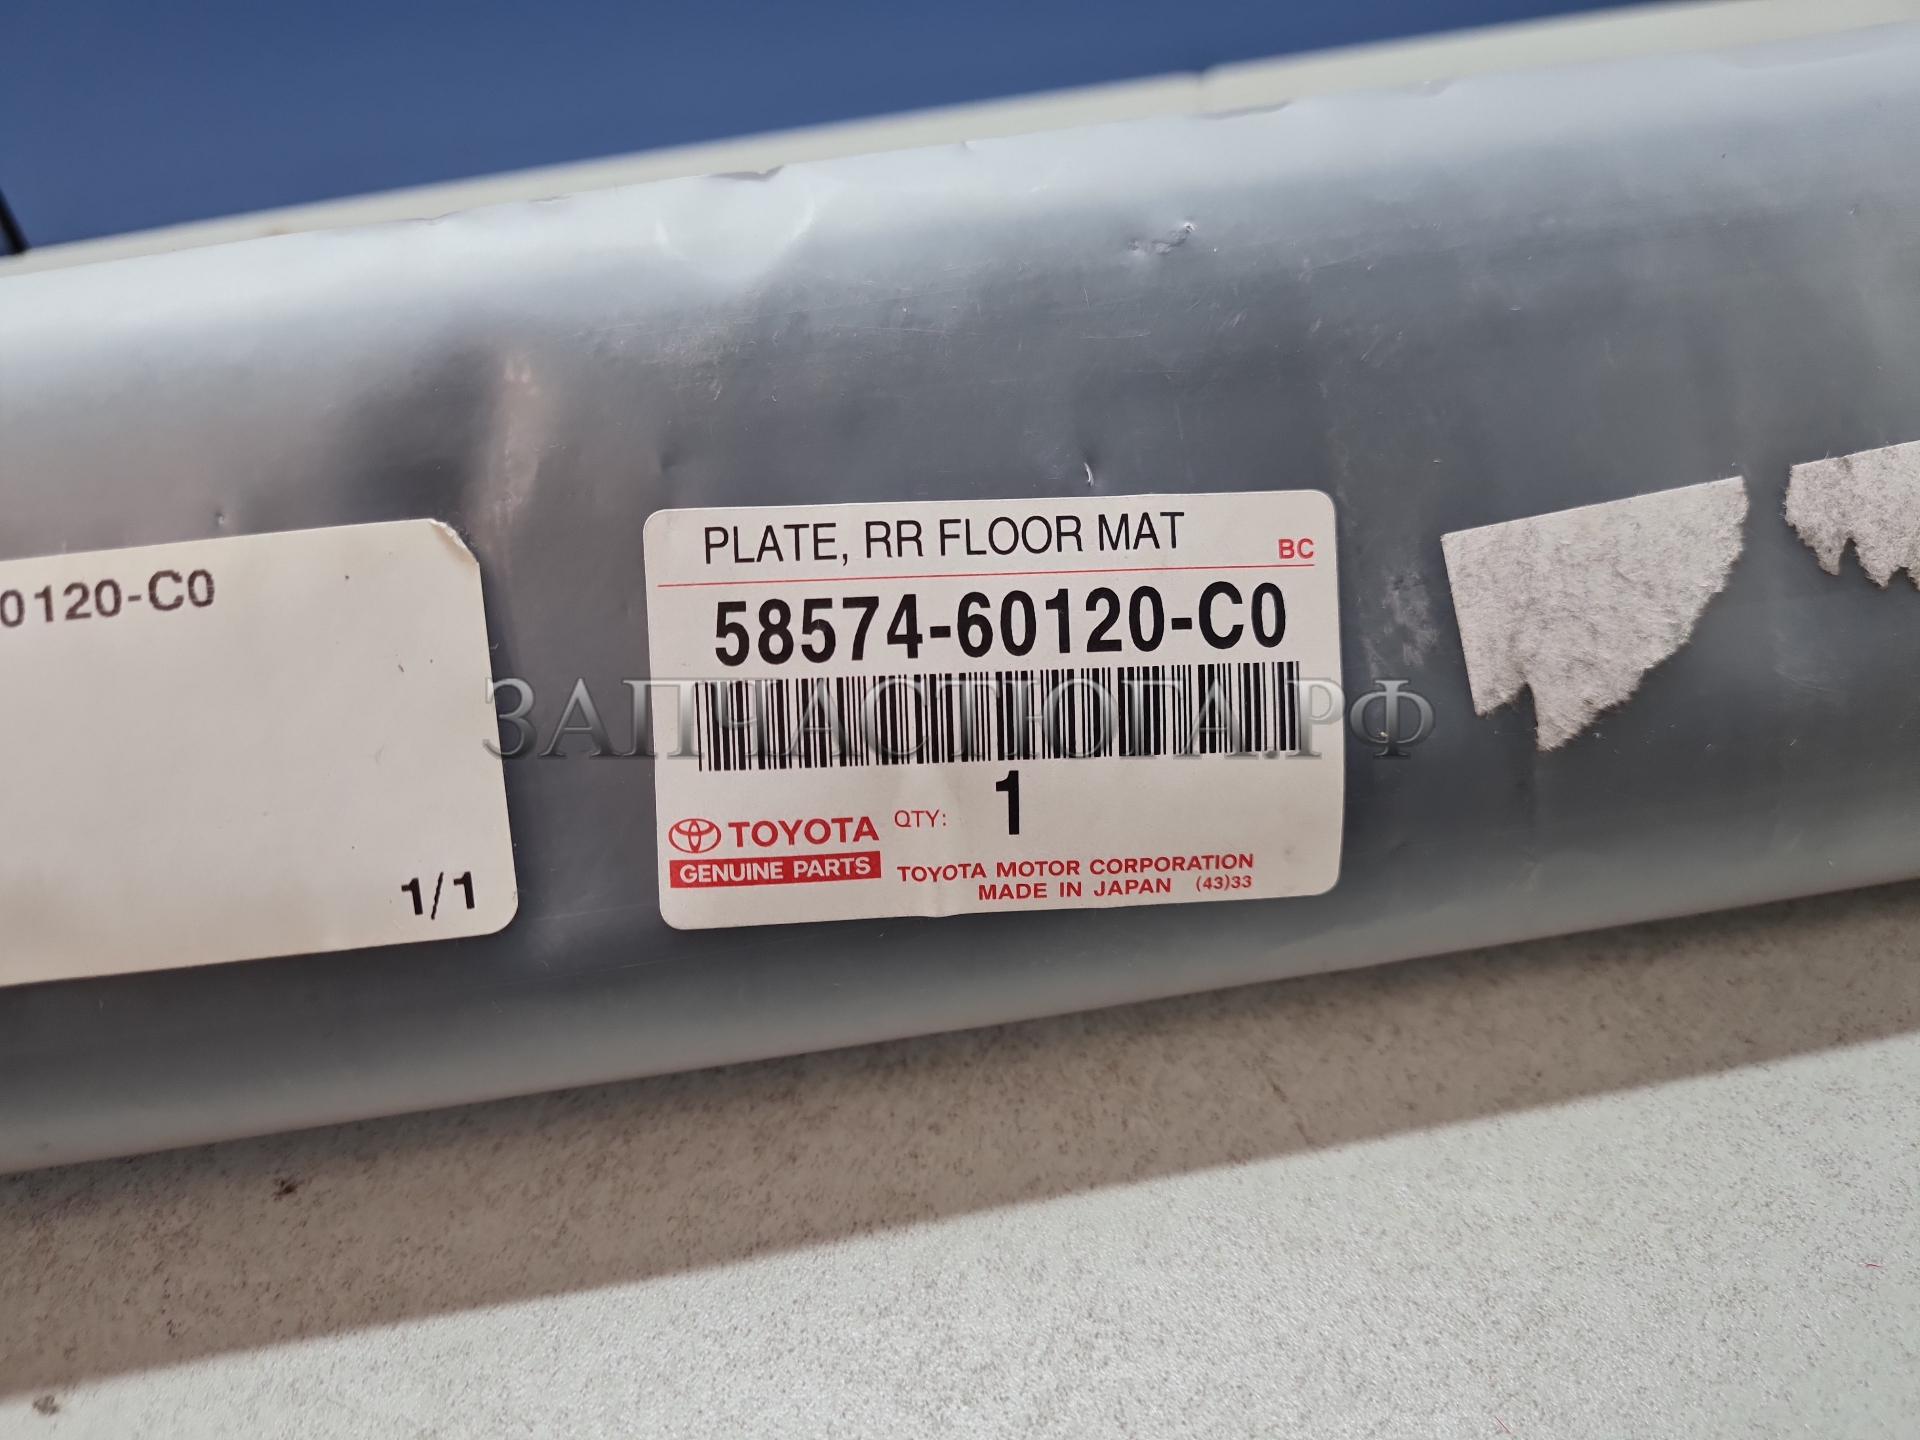 0120-C0
1/1
PLATE, RR FLOOR MAT
BC
58574-60120-C0
ЗАПЧАСТЮГА.РФ
QTY: 1
TOYOTA
GENUINE PARTS
TOYOTA MOTOR CORPORATION
MADE IN JAPAN (43)33